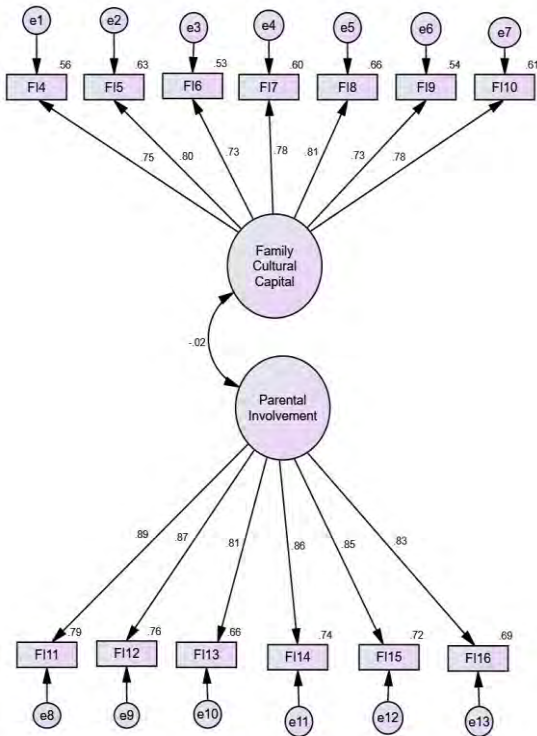 e1 e2 e3 e4 e5 e6 e7
.56 .63 .53 .60 .66 .54 .61
FI4 FI5 FI6 FI7 FI8 FI9 FI10
.75 .80 .73 .78 .81 .73 .78
Family
Cultural
Capital
-.02
Parental
Involvement
.89 .87 .81 .86 .85 .83
.79 .76 .66 .74 .72 .69
FI11 FI12 FI13 FI14 FI15 FI16
e8 e9 e10 e11 e12 e13